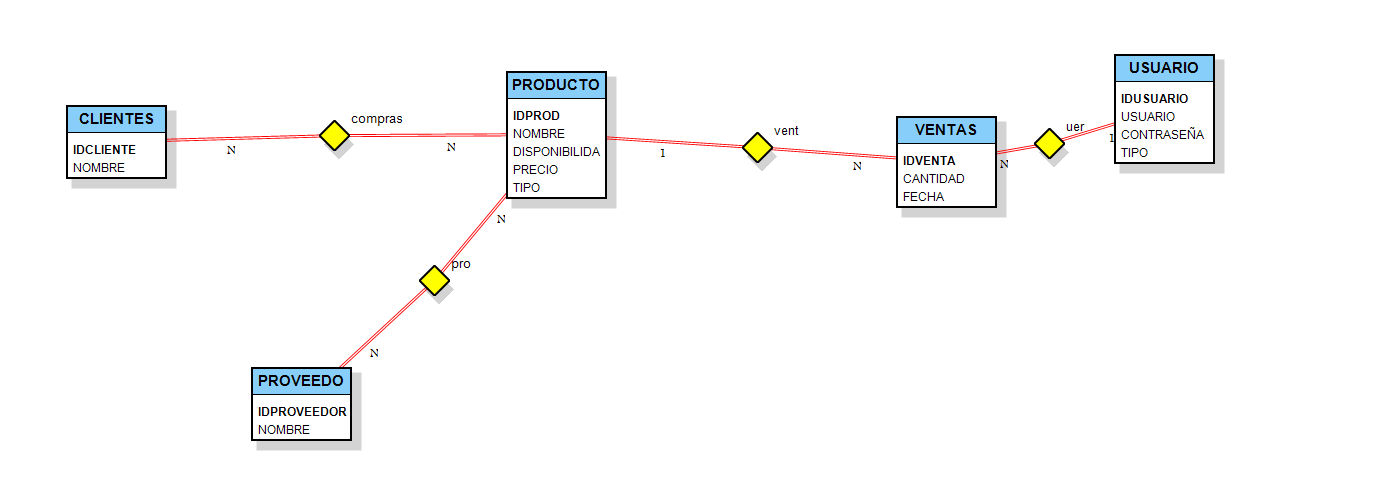 CLIENTES
IDCLIENTE
NOMBRE
N
compras
N
PRODUCTO
IDPROD
NOMBRE
DISPONIBILIDA
PRECIO
TIPO
1
vent
N
VENTAS
IDVENTA
CANTIDAD
FECHA
N
uer
1
USUARIO
IDUSUARIO
USUARIO
CONTRASEÑA
TIPO
N
pro
N
PROVEEDO
IDPROVEEDOR
NOMBRE